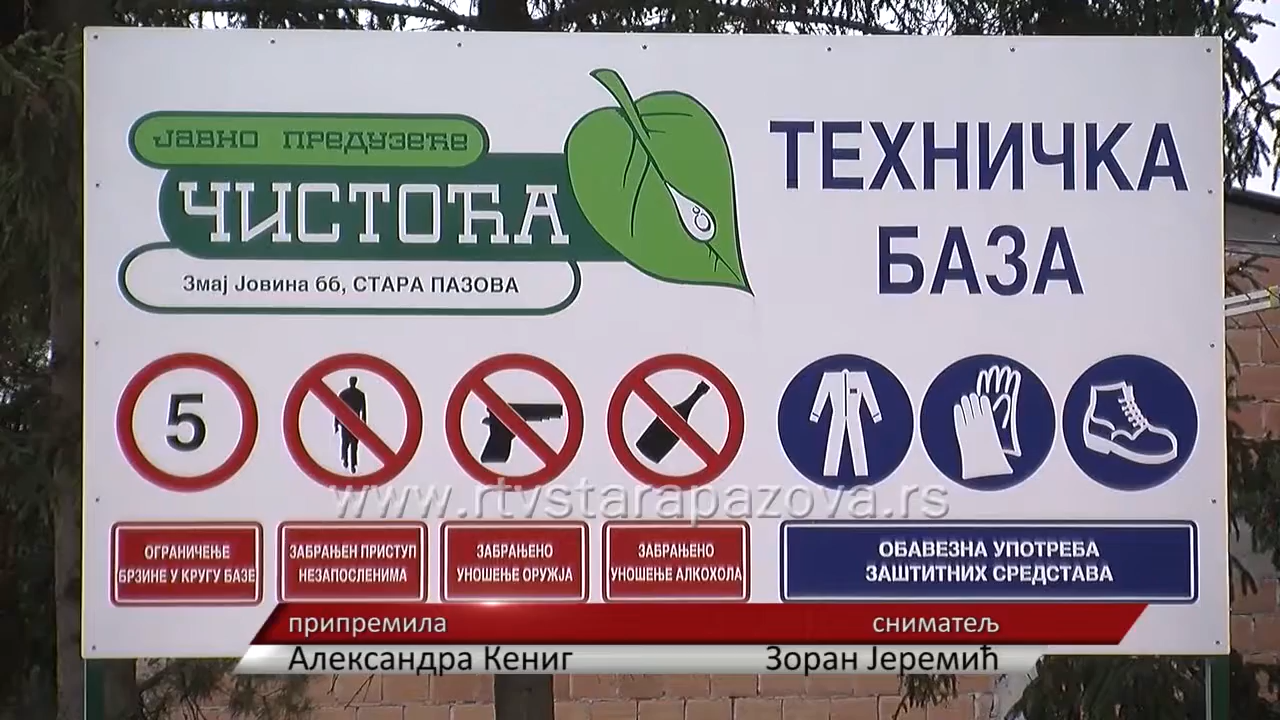 ЈАВНО ПРЕДУЗЕЋЕ
ЧИСТОЋА
Змај Јовина бб, СТАРА ПАЗОВА
ТЕХНИЧКА
БАЗА
5
www.rtvstarapazova.rs
ОГРАНИЧЕЊЕ
БРЗИНЕ У КРУГУ БАЗЕ
ЗАБРАЊЕН ПРИСТУП
НЕЗАПОСЛЕНИМА
ЗАБРАЊЕНО
УНОШЕЊЕ ОРУЖЈА
ЗАБРАЊЕНО
УНОШЕЊЕ АЛКОХОЛА
ОБАВЕЗНА УПОТРЕБА
ЗАШТИТНИХ СРЕДСТАВА
припремила
Александра Кениг
сниматељ
Зоран Јеремић